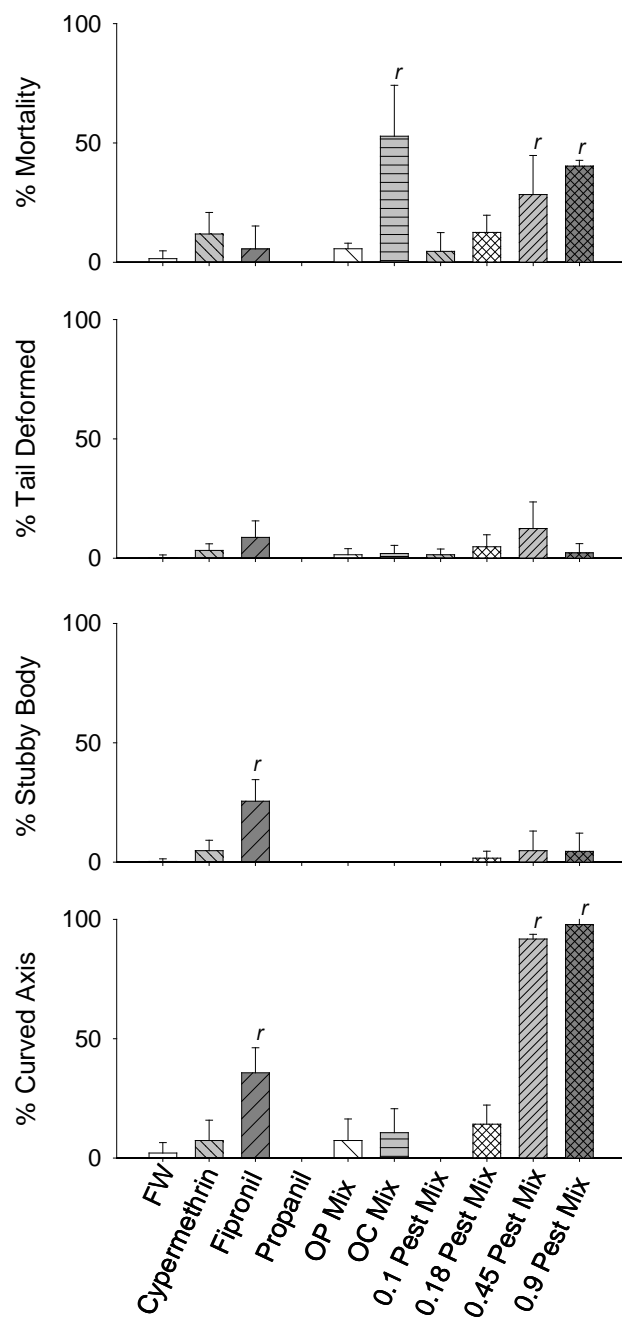 100
50
0
% Mortality
r
r
r
100
50
0
% Tail Deformed
100
50
0
% Stubby Body
r
100
50
0
% Curved Axis
r
r
r
FW
Cypermethrin
Fipronil
Propanil
OP Mix
OC Mix
0.1 Pest Mix
0.18 Pest Mix
0.45 Pest Mix
0.9 Pest Mix